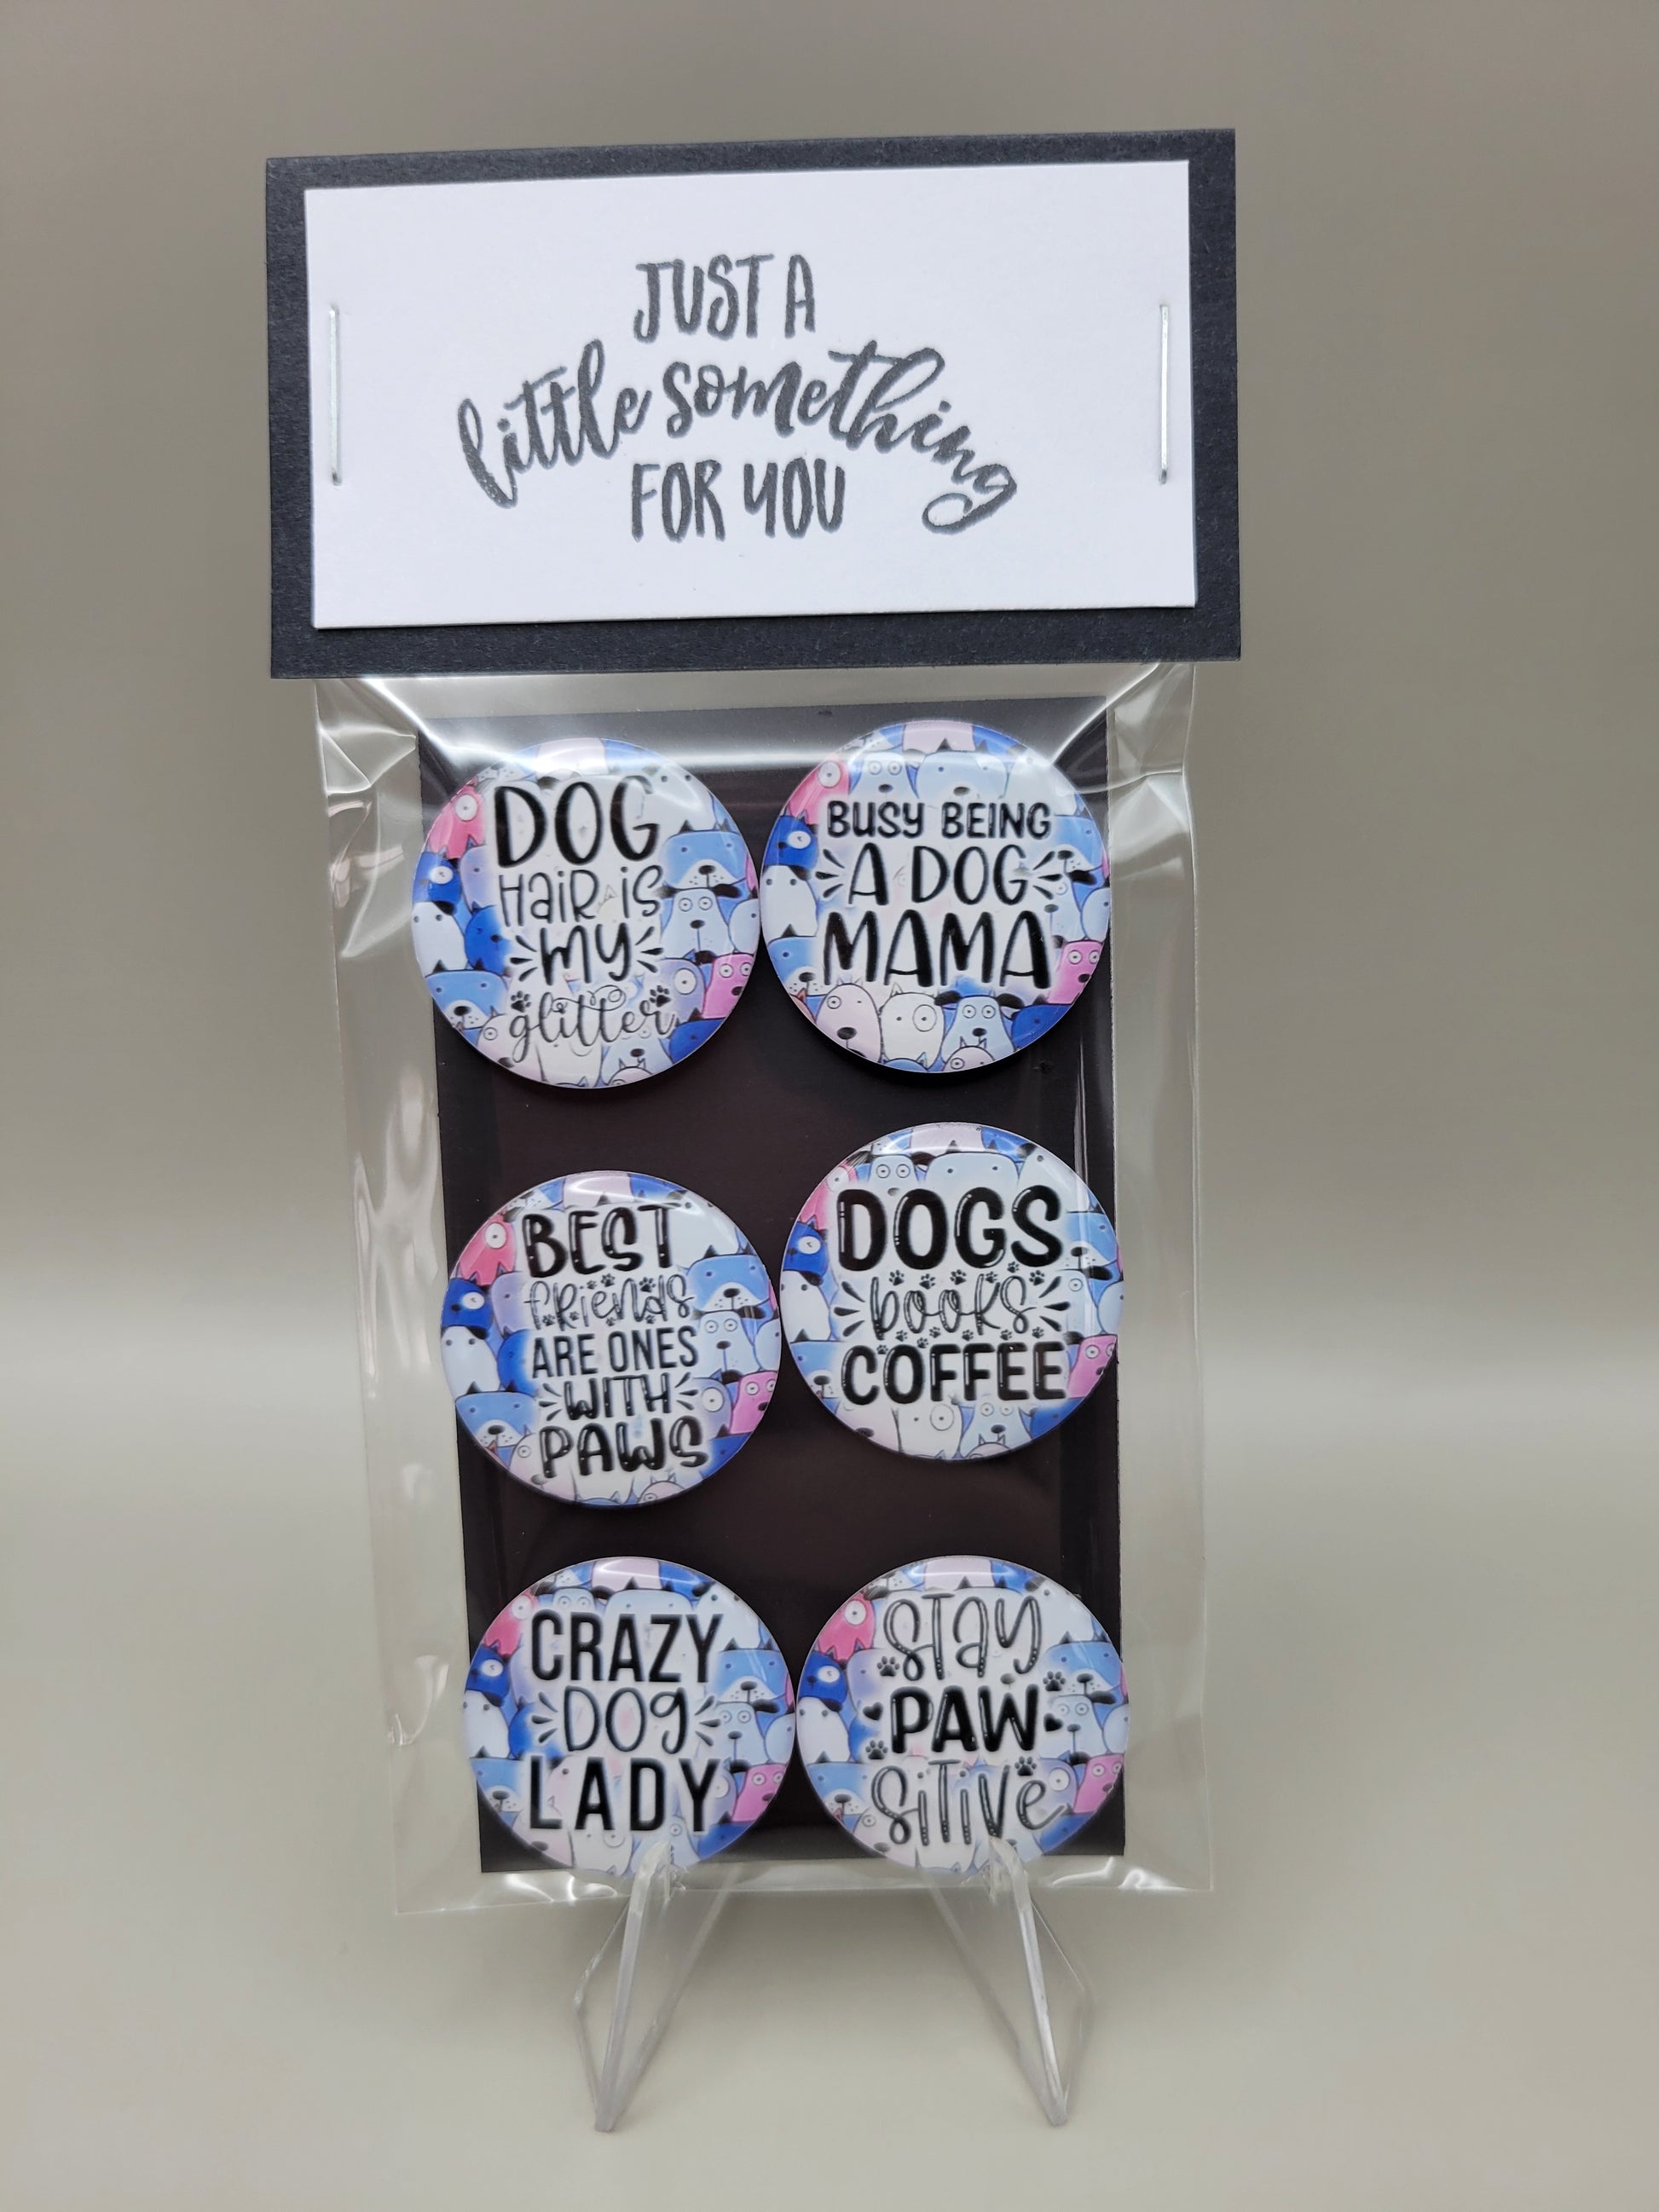 JUST A
little something
FOR YOU
DOG
HAIR IS
MY
glitter
BUSY BEING
A DOG
MAMA
BEST
FRIENDS
ARE ONES
WITH
PAWS
DOGS
books
COFFEE
CRAZY
DOG
LADY
STAY
PAW
SITIVE